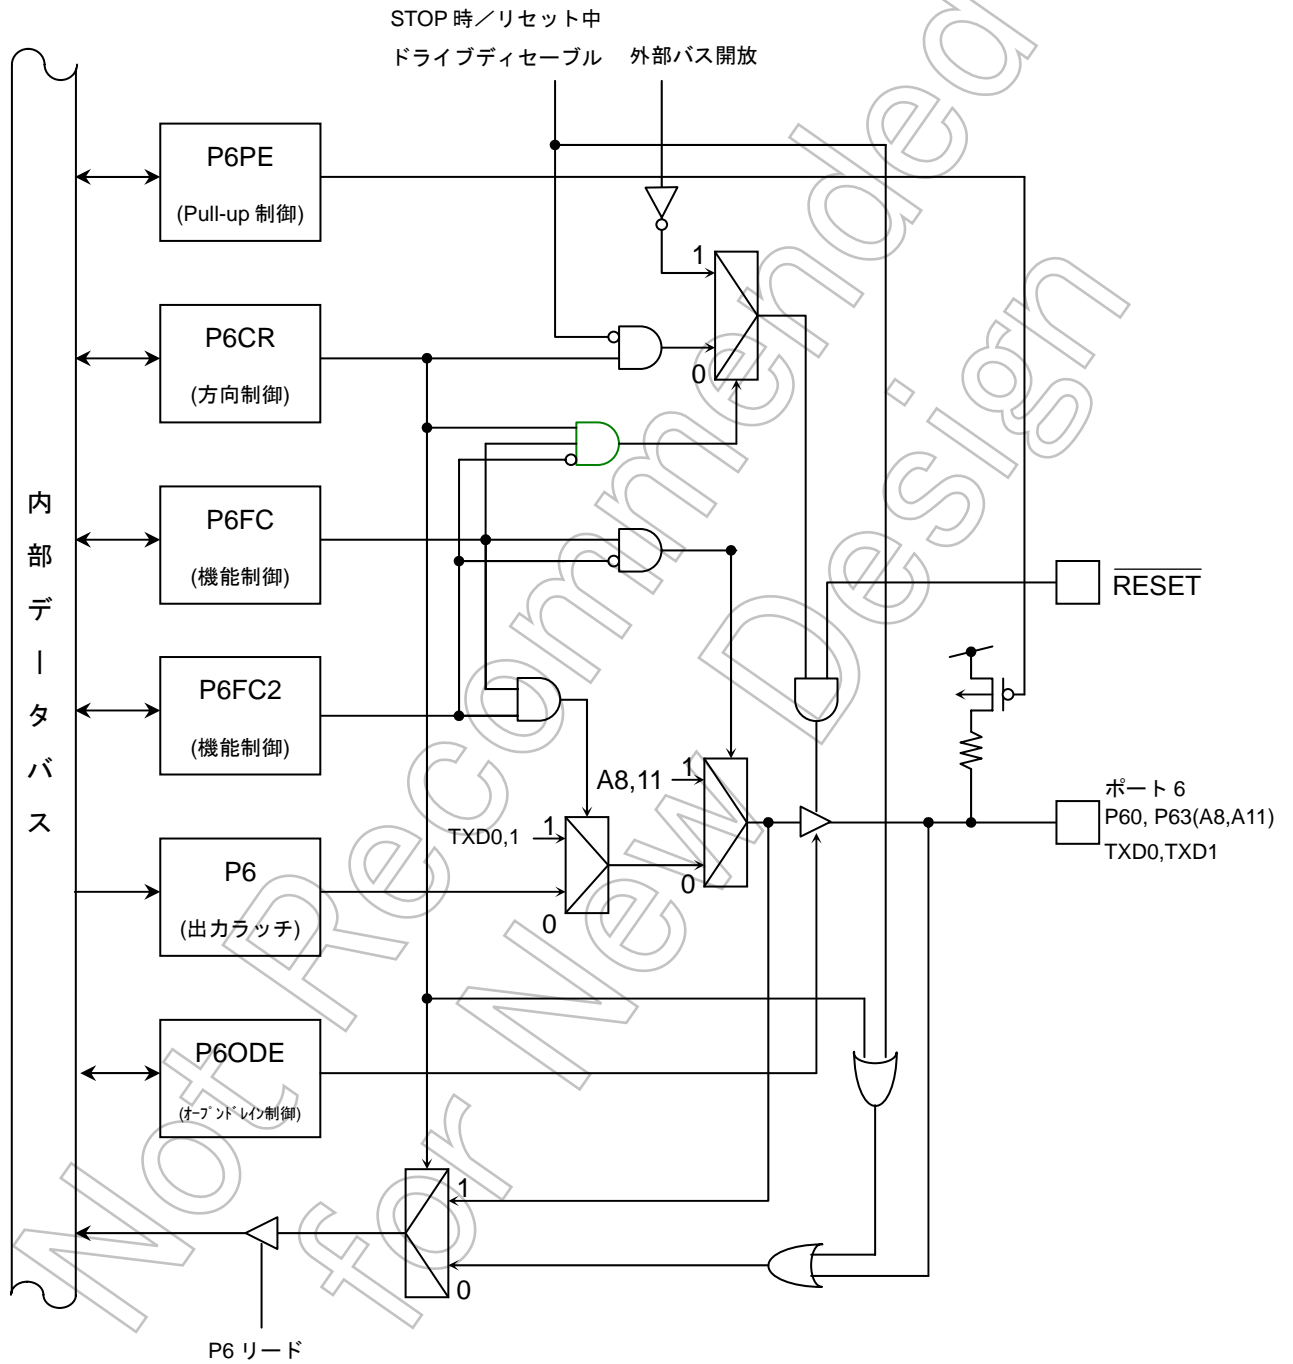 STOP 時／リセット中
ドライブディセーブル
外部バス開放
P6PE
(Pull-up 制御)
1
P6CR
(方向制御)
0
内部データバス
P6FC
(機能制御)
RESET
P6FC2
(機能制御)
A8,11
1
ポート 6
P60, P63(A8,A11)
TXD0,TXD1
TXD0,1
1
P6
(出力ラッチ)
0
0
P6ODE
(ｵｰﾌﾟﾝﾄﾞﾚｲﾝ制御)
1
0
P6 リード
Not Recommended
for New Design